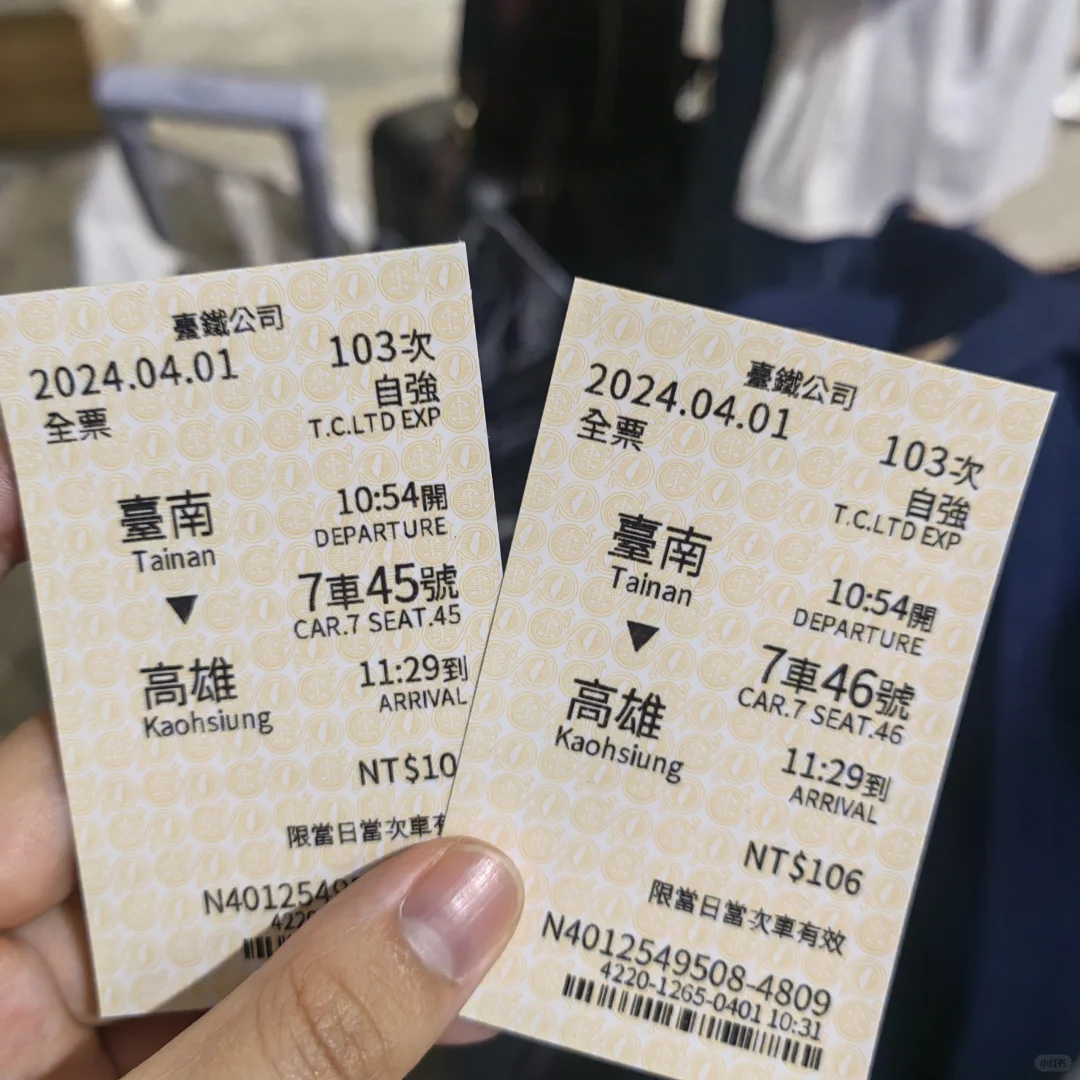 臺鐵公司
2024.04.01
103次
全票
自強
T.C.LTD EXP
臺南
10:54開
Tainan
DEPARTURE
▼
7車45號
CAR.7 SEAT.45
高雄
11:29到
Kaohsiung
ARRIVAL
NT$10
限當日當次車
N4012549
422
臺鐵公司
2024.04.01
103次
全票
自強
T.C.LTD EXP
臺南
10:54開
Tainan
DEPARTURE
▼
7車46號
CAR.7 SEAT.46
高雄
11:29到
Kaohsiung
ARRIVAL
NT$106
限當日當次車有效
N4012549508-4809
4220-1265-0401 10:31